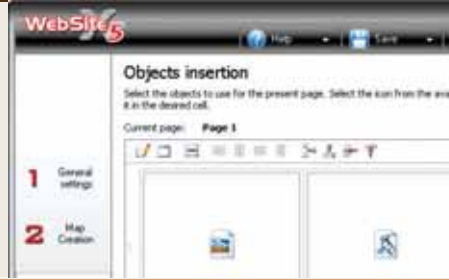 WebSite X5
Help Save
Objects insertion
Select the objects to use for the present page. Select the icon from the ava
it in the desired cell.
Current page: Page 1
1 General
settings
2 Map
Creation